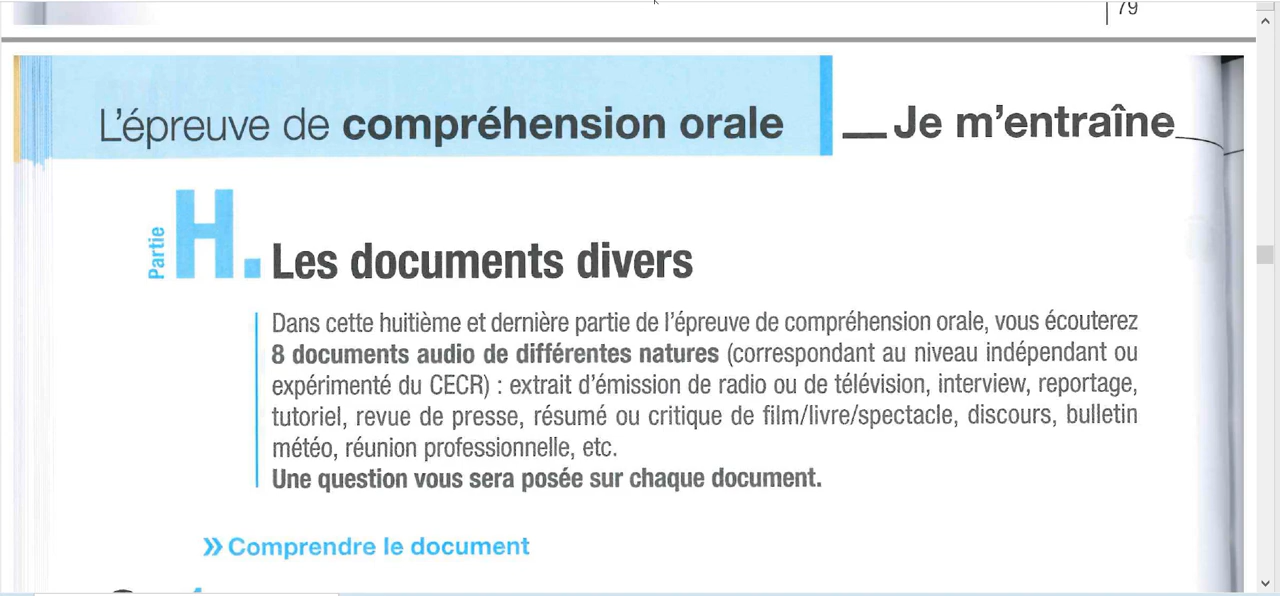 79
L'épreuve de compréhension orale __Je m'entraîne
Partie
H. Les documents divers
Dans cette huitième et dernière partie de l'épreuve de compréhension orale, vous écouterez
8 documents audio de différentes natures (correspondant au niveau indépendant ou
expérimenté du CECR) : extrait d'émission de radio ou de télévision, interview, reportage,
tutoriel, revue de presse, résumé ou critique de film/livre/spectacle, discours, bulletin
météo, réunion professionnelle, etc.
Une question vous sera posée sur chaque document.
» Comprendre le document